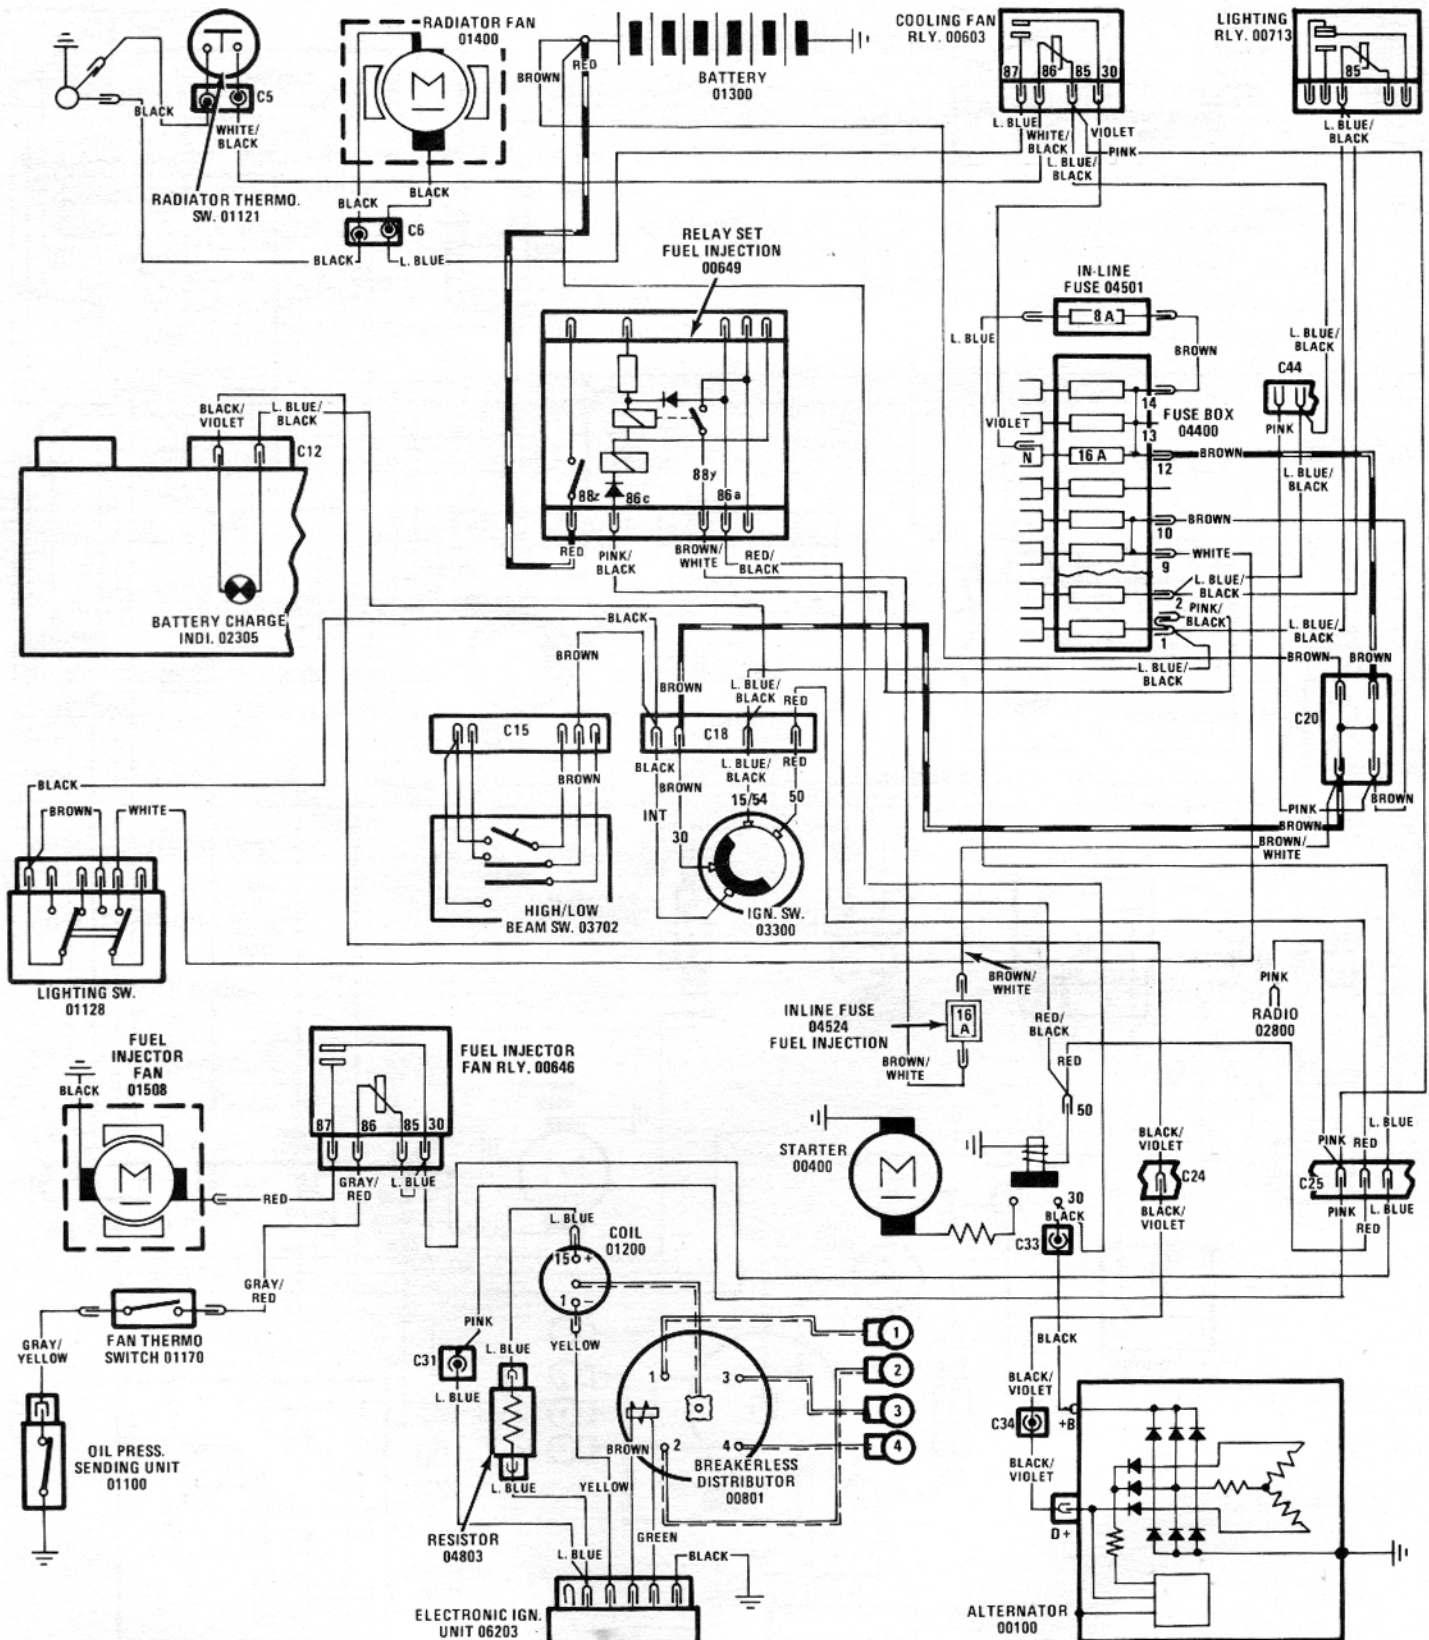 RADIATOR FAN
01400
BATTERY
01300
COOLING FAN
RLY. 00603
87
86
85
30
LIGHTING
RLY. 00713
85
BROWN
RED
BLACK
C5
WHITE/
BLACK
RADIATOR THERMO.
SW. 01121
BLACK
BLACK
C6
BLACK
L. BLUE
L. BLUE
WHITE/
BLACK
L. BLUE/
BLACK
VIOLET
PINK
L. BLUE/
BLACK
RELAY SET
FUEL INJECTION
00649
88z
86c
88y
86a
RED
PINK/
BLACK
BROWN/
WHITE
RED/
BLACK
IN-LINE
FUSE 04501
8 A
L. BLUE
BROWN
L. BLUE/
BLACK
C44
PINK
L. BLUE/
BLACK
FUSE BOX
04400
VIOLET
N
16 A
14
13
12
10
9
2
1
BROWN
BROWN
WHITE
L. BLUE/
BLACK
PINK/
BLACK
L. BLUE/
BLACK
L. BLUE/
BLACK
BROWN
BROWN
C20
PINK
BROWN
BROWN
BROWN/
WHITE
BLACK/
VIOLET
L. BLUE/
BLACK
C12
BATTERY CHARGE
INDI. 02305
BLACK
BROWN
BROWN
L. BLUE/
BLACK
RED
C15
C18
BROWN
BLACK
BROWN
L. BLUE/
BLACK
RED
INT
30
15/54
50
HIGH/LOW
BEAM SW. 03702
IGN. SW.
03300
BLACK
BROWN
WHITE
LIGHTING SW.
01128
FUEL
INJECTOR
FAN
01508
BLACK
M
M
M
RED
FUEL INJECTOR
FAN RLY. 00646
87
86
85
30
GRAY/
RED
L. BLUE
GRAY/
RED
FAN THERMO
SWITCH 01170
GRAY/
YELLOW
OIL PRESS.
SENDING UNIT
01100
INLINE FUSE
04524
FUEL INJECTION
16
A
BROWN/
WHITE
BROWN/
WHITE
RED/
BLACK
RED
50
PINK
RADIO
02800
STARTER
00400
30
BLACK
C33
BLACK/
VIOLET
C24
BLACK/
VIOLET
PINK
RED
L. BLUE
C25
PINK
RED
L. BLUE
L. BLUE
COIL
01200
15
+
1
−
YELLOW
PINK
C31
L. BLUE
L. BLUE
L. BLUE
RESISTOR
04803
1
3
2
4
BREAKERLESS
DISTRIBUTOR
00801
1
2
3
4
BROWN
YELLOW
GREEN
L. BLUE
BLACK
ELECTRONIC IGN.
UNIT 06203
BLACK
BLACK/
VIOLET
C34
+B
BLACK/
VIOLET
D+
ALTERNATOR
00100